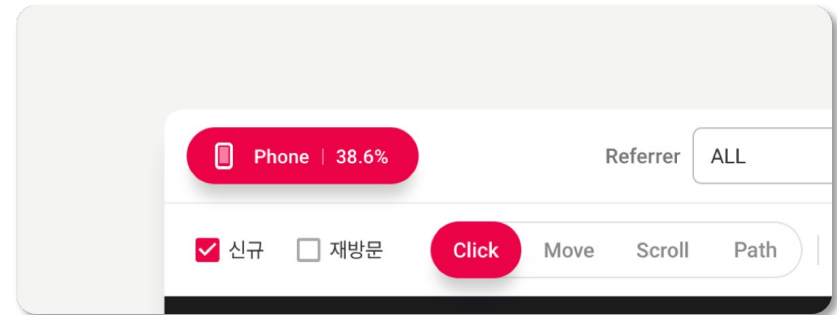 Phone | 38.6% Referrer ALL
신규 재방문 Click Move Scroll Path